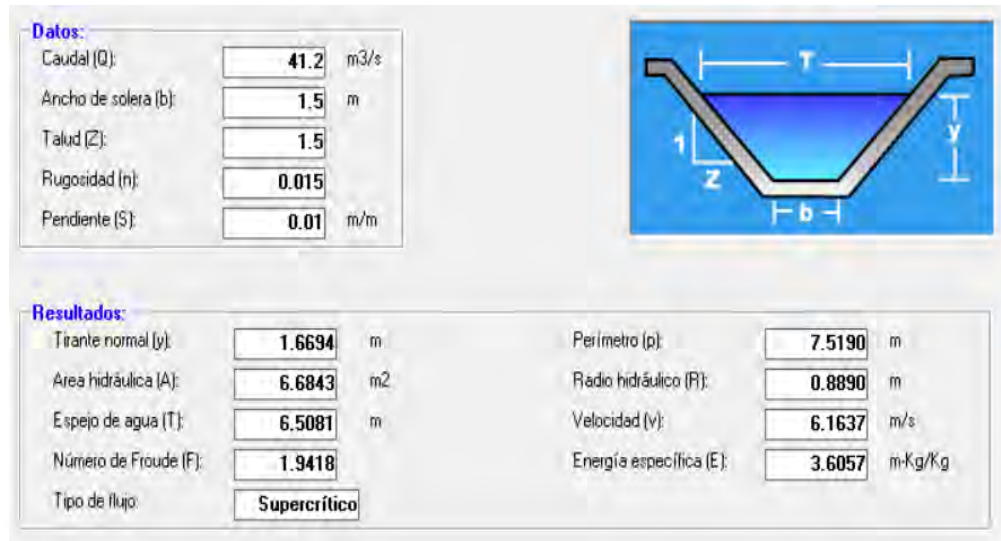 Datos:
Caudal (Q): 41.2 m3/s
Ancho de solera (b): 1.5 m
Talud (Z): 1.5
Rugosidad (n): 0.015
Pendiente (S): 0.01 m/m
T
1
Z
y
b
Resultados:
Tirante normal (y): 1.6694 m Perímetro (p): 7.5190 m
Area hidráulica (A): 6.6843 m2 Radio hidráulico (R): 0.8890 m
Espejo de agua (T): 6.5081 m Velocidad (v): 6.1637 m/s
Número de Froude (F): 1.9418 Energía específica (E): 3.6057 m-Kg/Kg
Tipo de flujo: Supercrítico